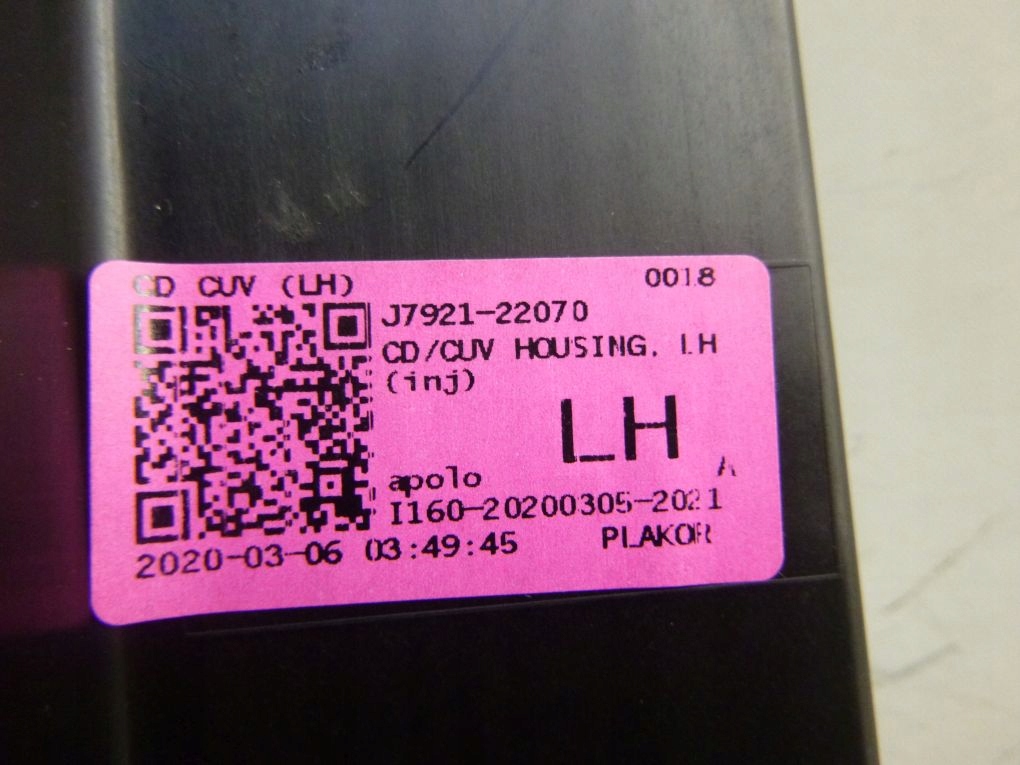 CD CUV (LH) 0018
J7921-22070
CD/CUV HOUSING, LH
(inj)
LH
apolo A
I160-20200305-2021
2020-03-06 03:49:45 PLAKOR